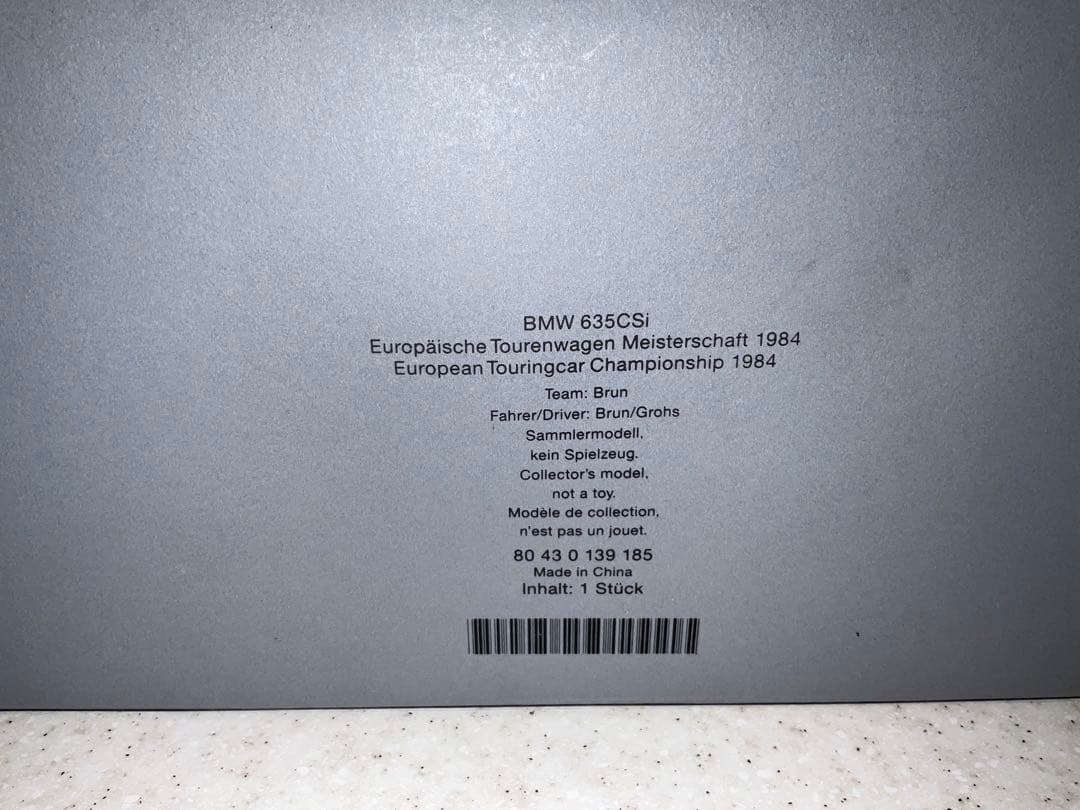 BMW 635CSi
Europäische Tourenwagen Meisterschaft 1984
European Touringcar Championship 1984
Team: Brun
Fahrer/Driver: Brun/Grohs
Sammlermodell,
kein Spielzeug.
Collector's model,
not a toy.
Modèle de collection,
n'est pas un jouet.
80 43 0 139 185
Made in China
Inhalt: 1 Stück